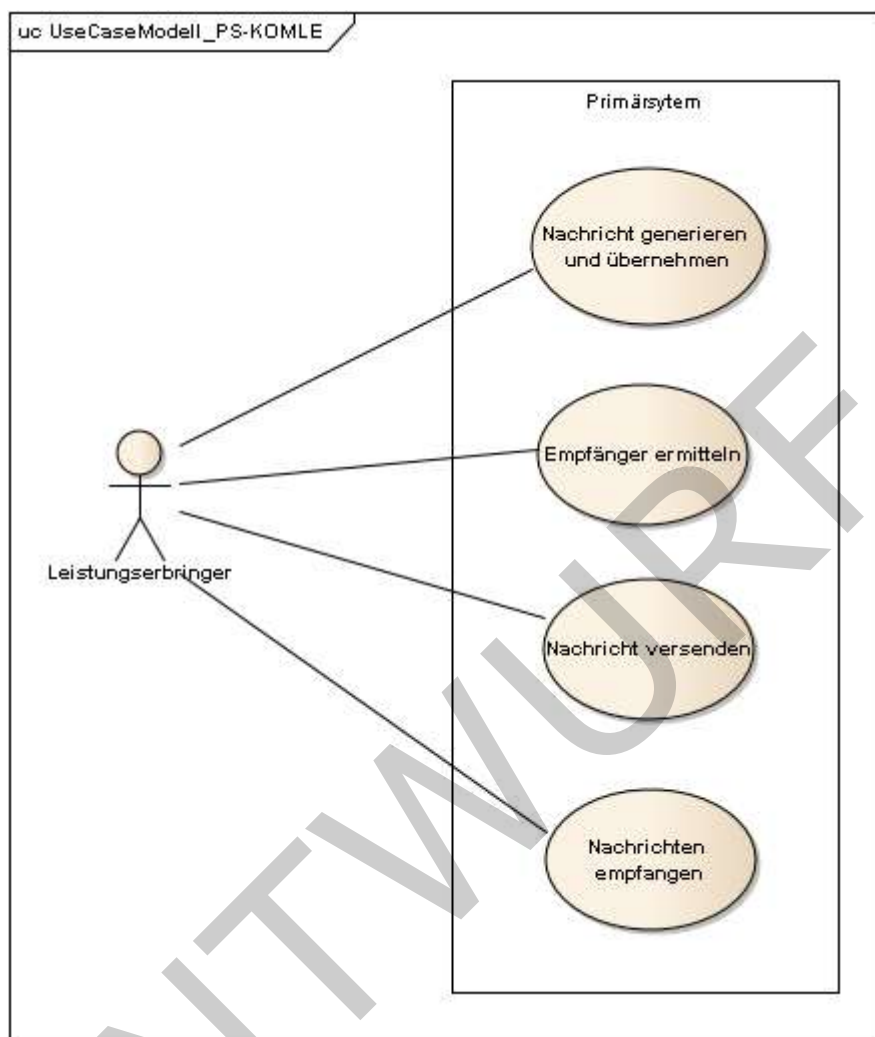 uc UseCaseModell_PS-KOMLE
Primärsytem
Nachricht generieren
und übernehmen
Empfänger ermitteln
Leistungserbringer
Nachricht versenden
Nachrichten
empfangen
ENTWURF